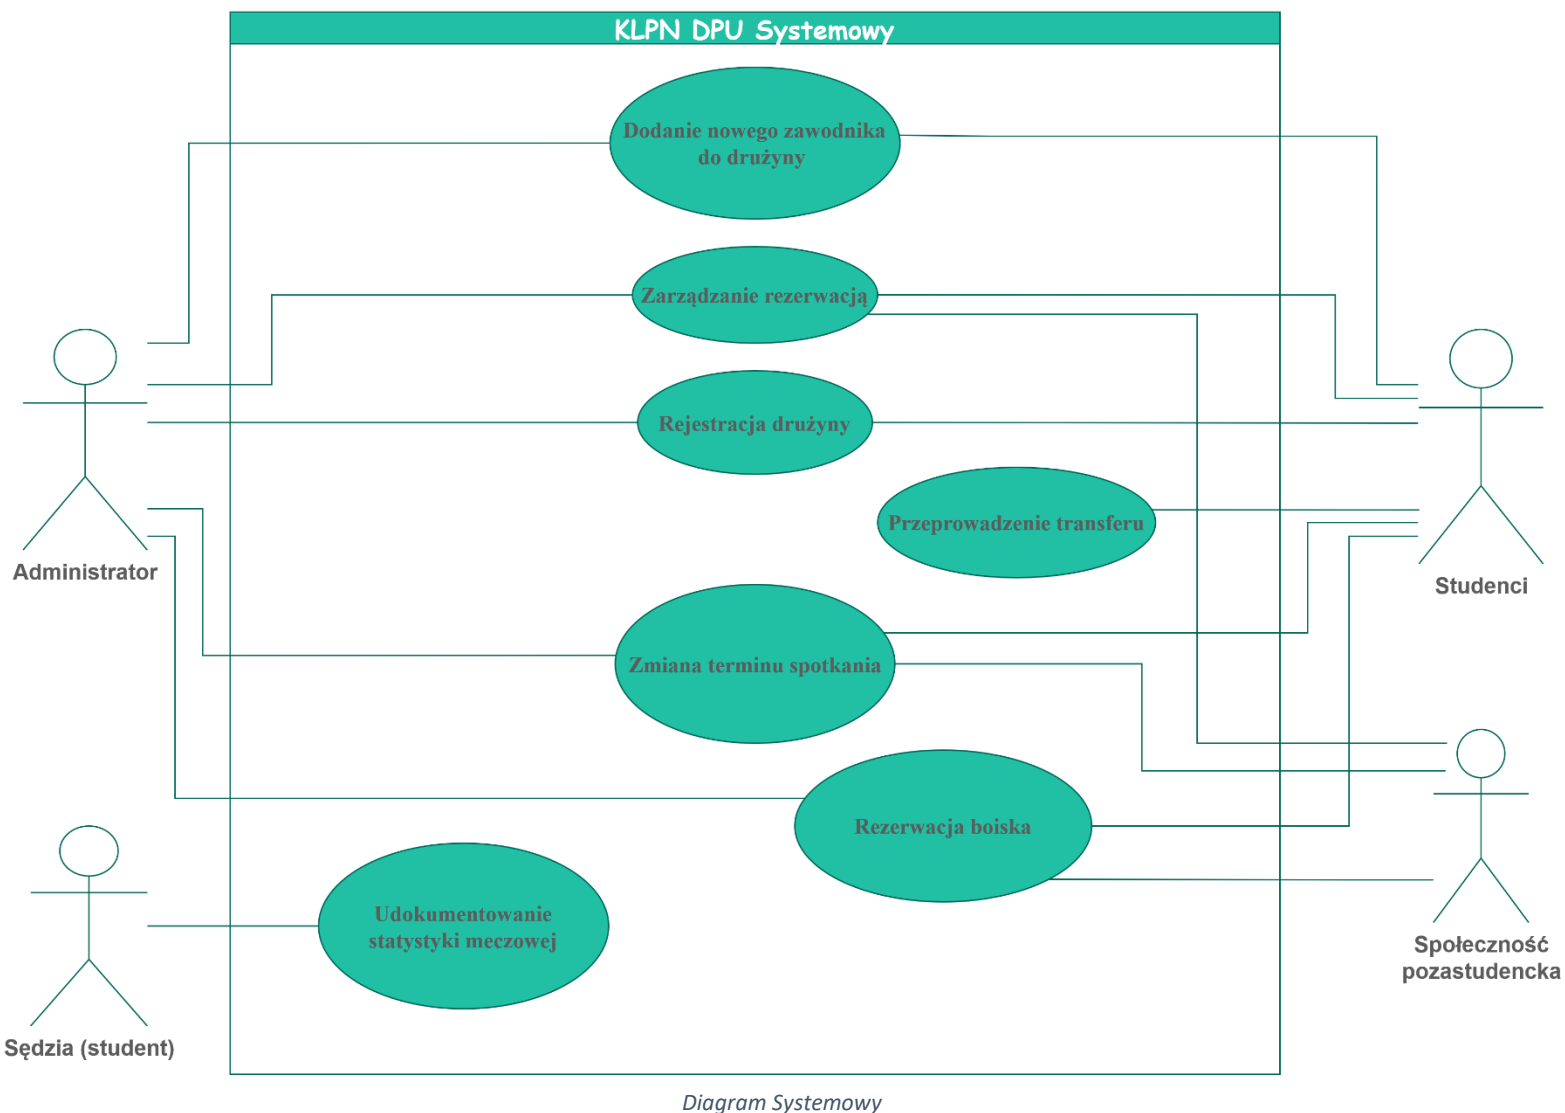 KLPN DPU Systemowy
Dodanie nowego zawodnika
do drużyny
Zarządzanie rezerwacją
Rejestracja drużyny
Przeprowadzenie transferu
Administrator
Studenci
Zmiana terminu spotkania
Rezerwacja boiska
Udokumentowanie
statystyki meczowej
Społeczność
pozastudencka
Sędzia (student)
Diagram Systemowy